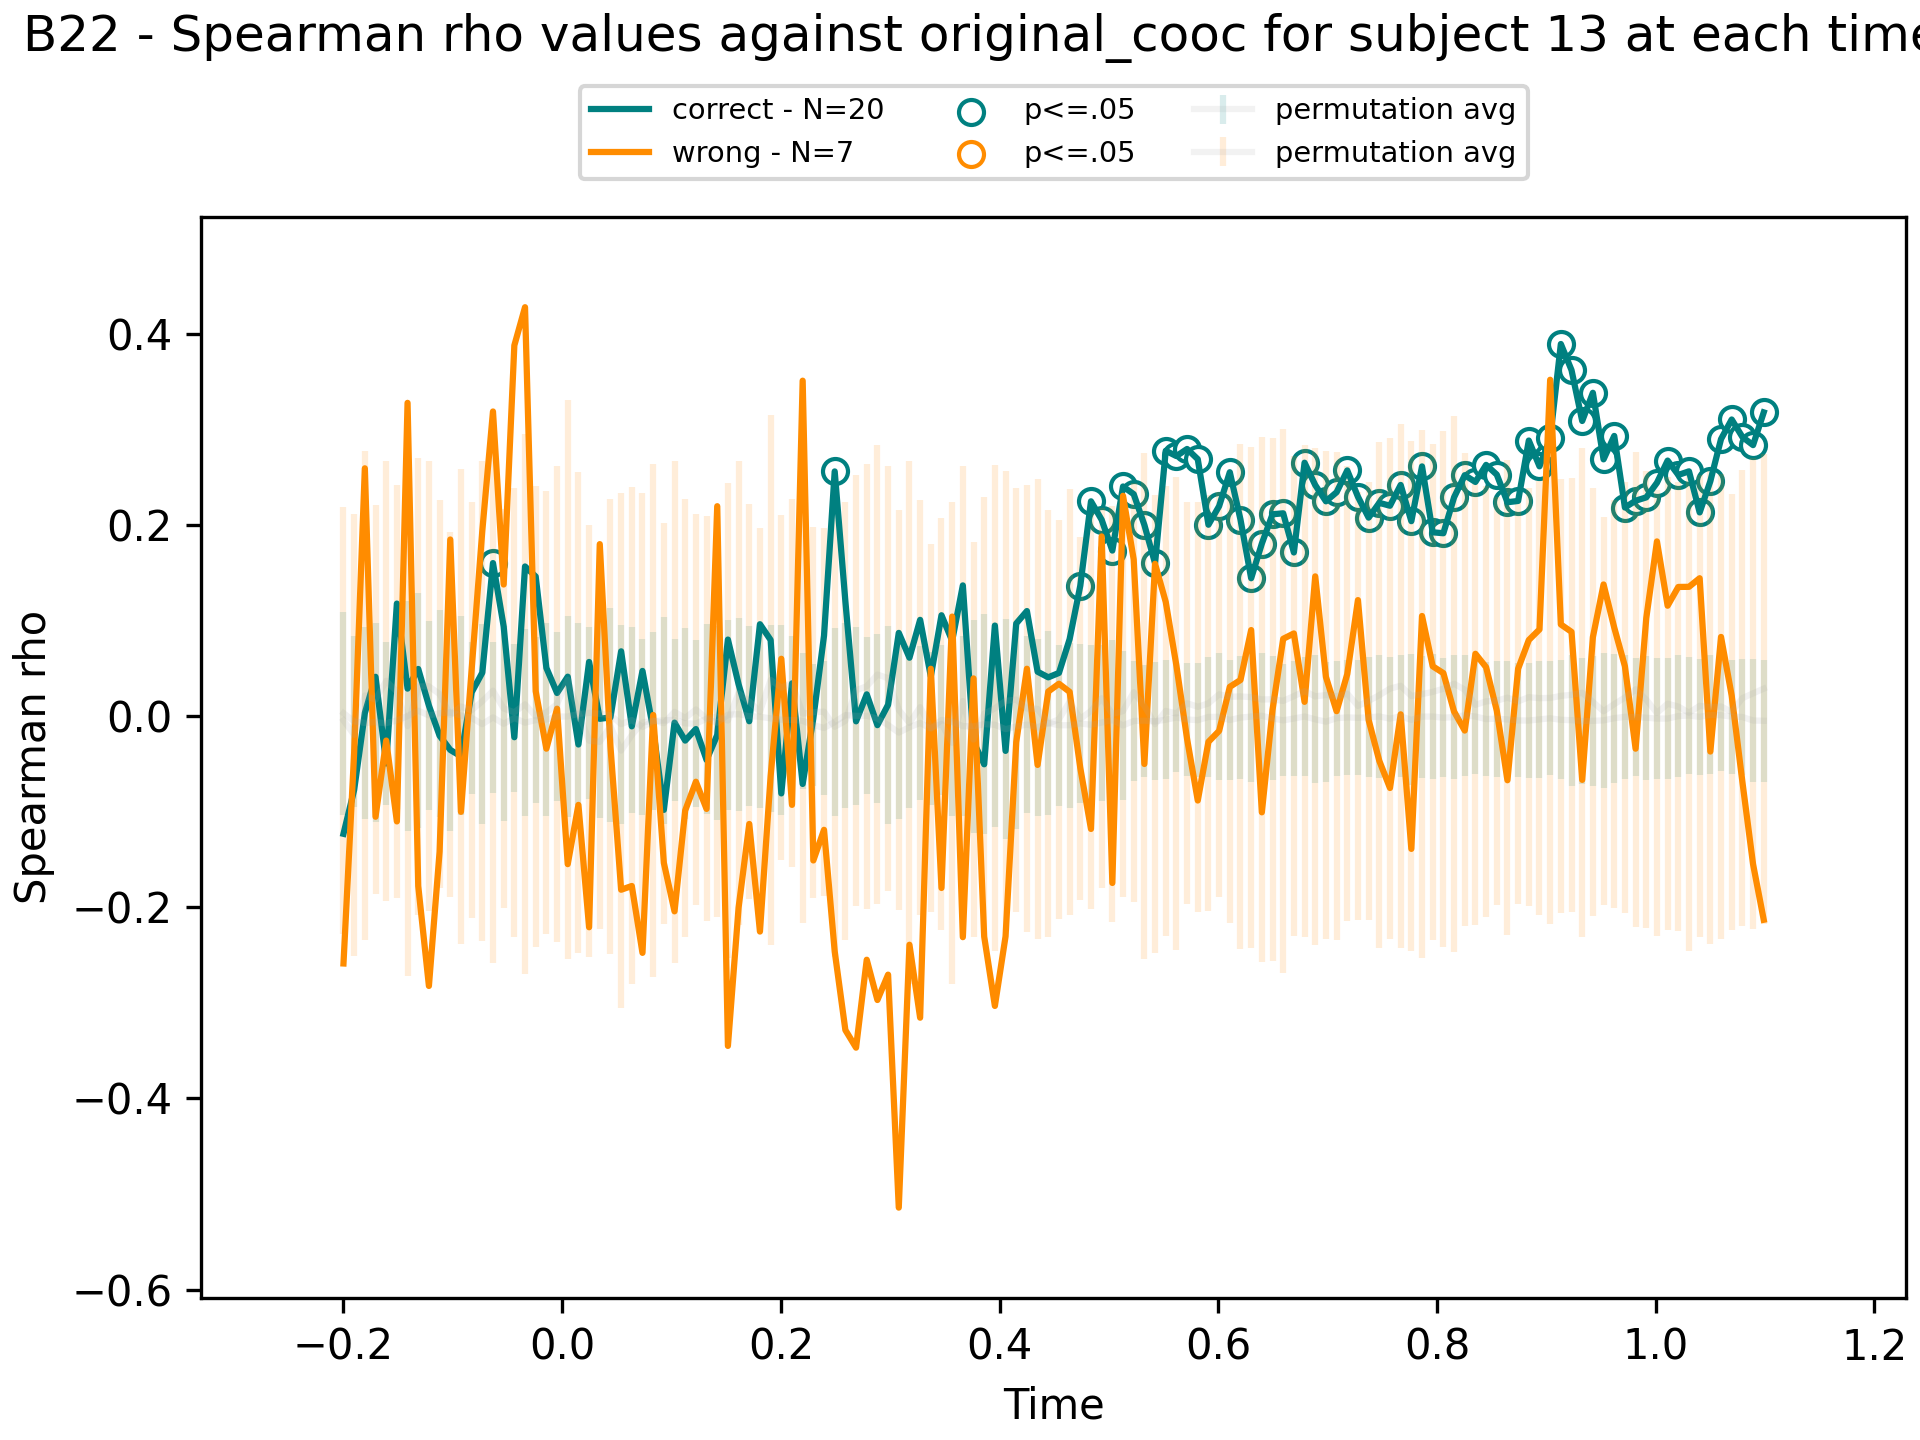 B22 - Spearman rho values against original_cooc for subject 13 at each time
correct - N=20 p<=.05 permutation avg
wrong - N=7 p<=.05 permutation avg
Spearman rho
0.4
0.2
0.0
−0.2
−0.4
−0.6
−0.2 0.0 0.2 0.4 0.6 0.8 1.0 1.2
Time